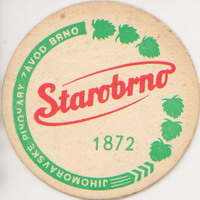 JIHOMORAVSKÉ PIVOVARY ZÁVOD BRNO
Starobrno
1872